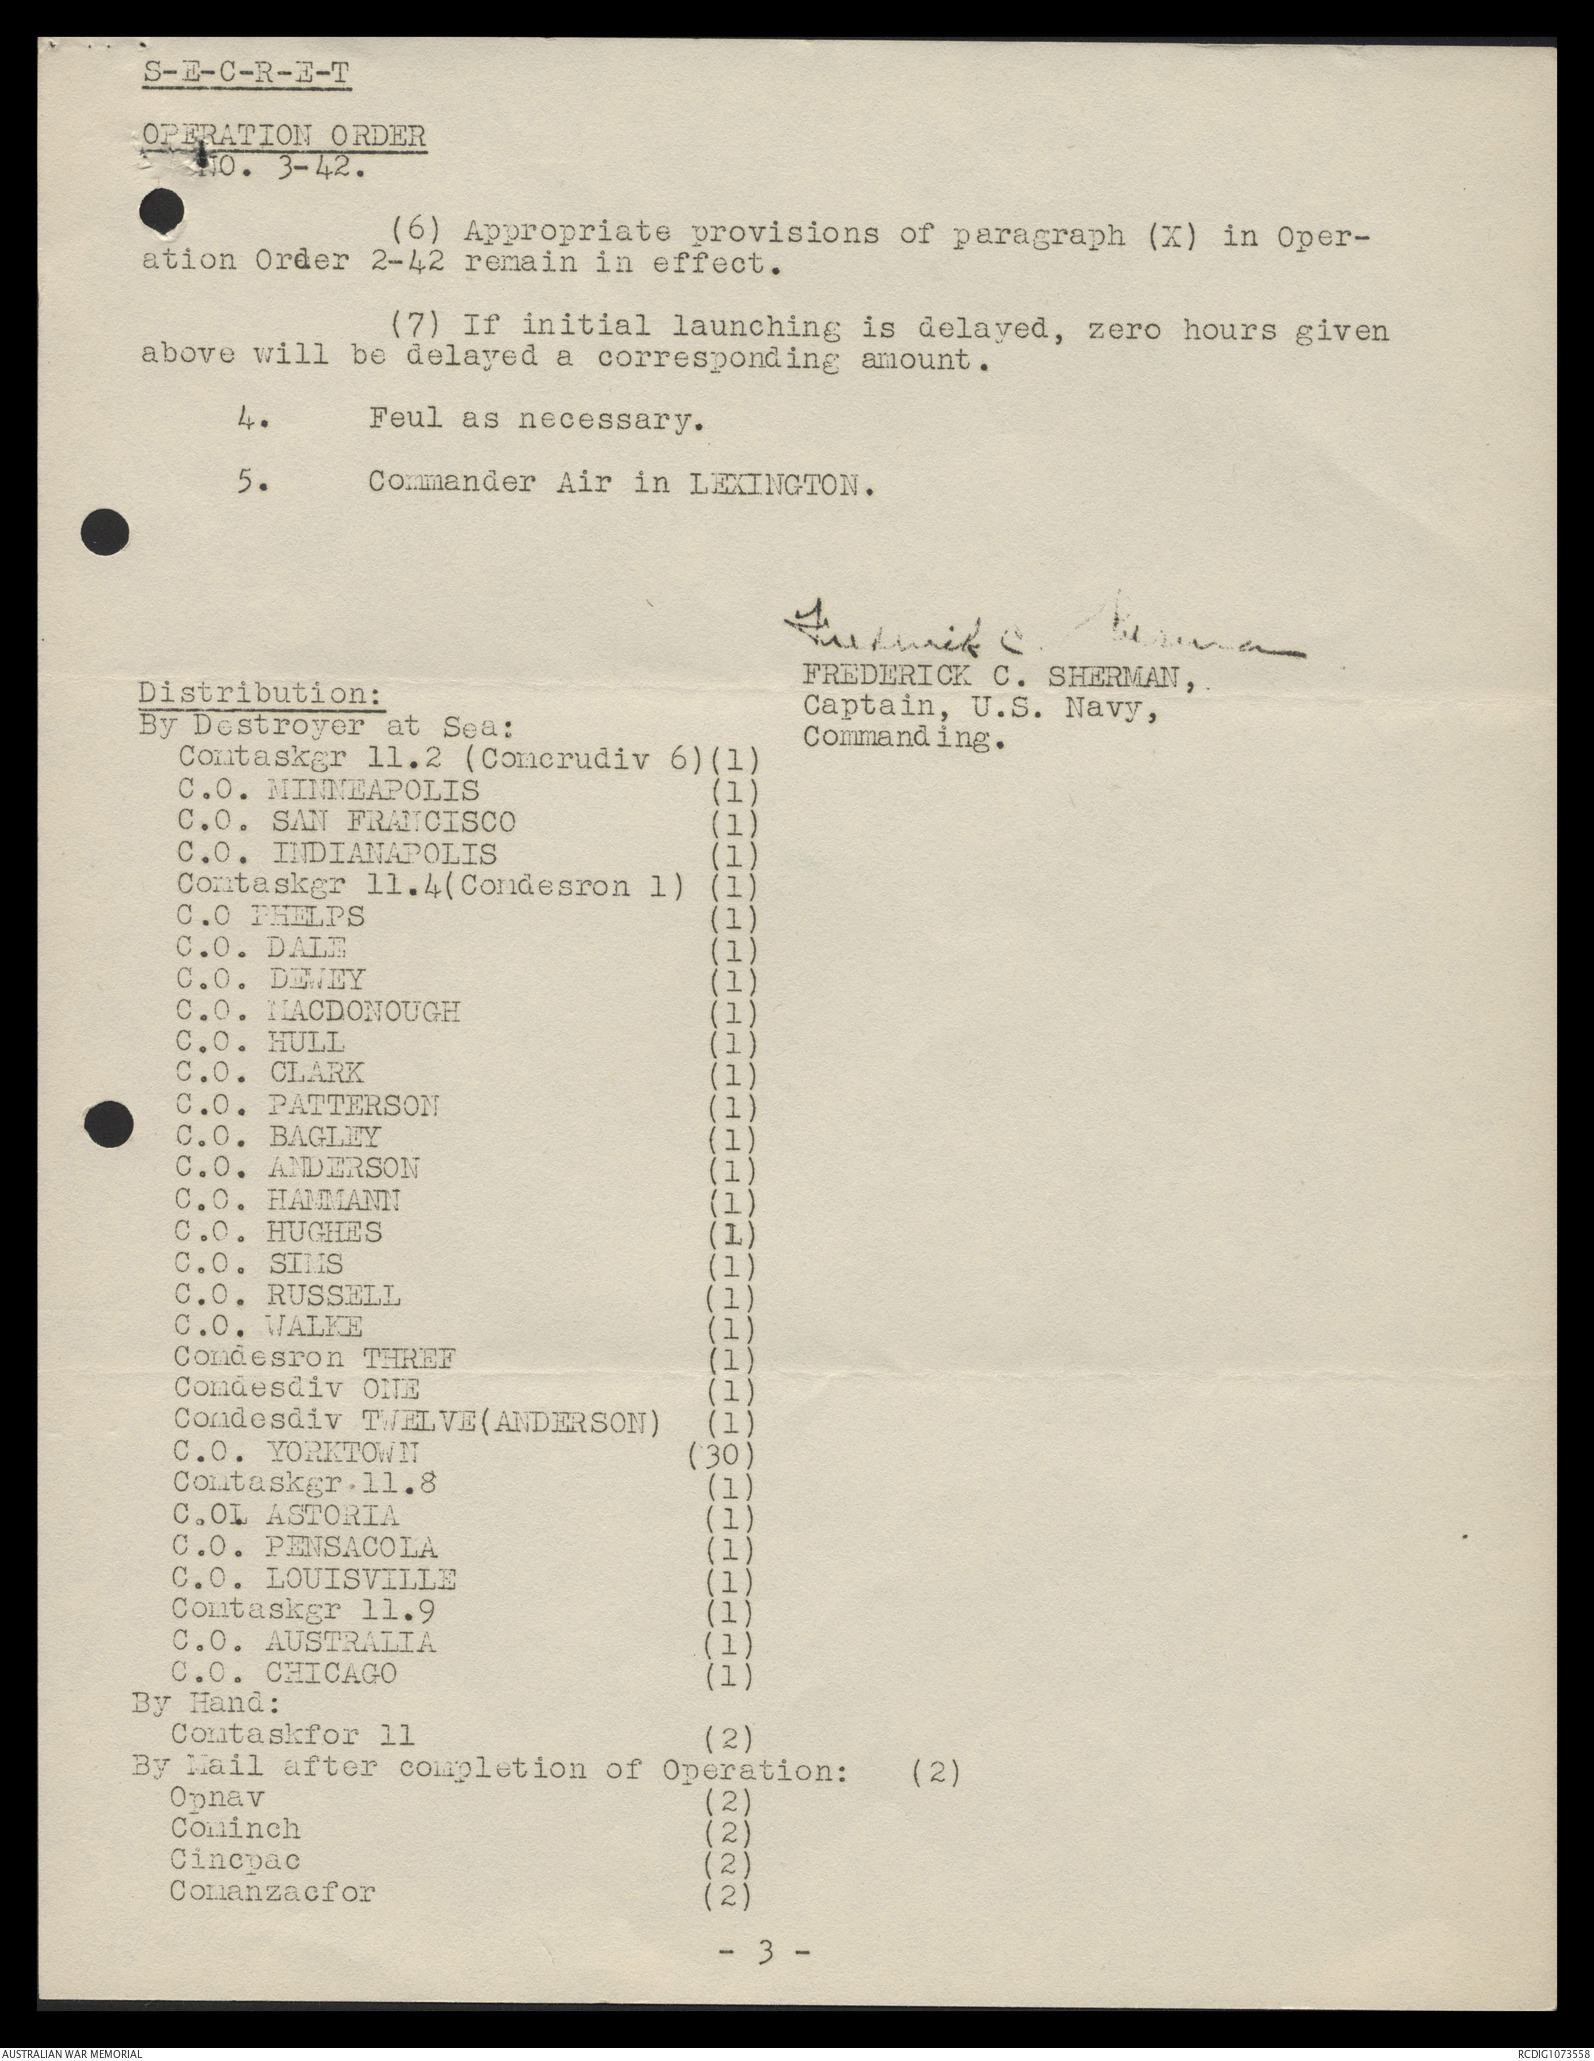 S-E-C-R-E-T
OPERATION ORDER
NO. 3-42.
(6) Appropriate provisions of paragraph (X) in Oper-
ation Order 2-42 remain in effect.
(7) If initial launching is delayed, zero hours given
above will be delayed a corresponding amount.
4. Feul as necessary.
5. Commander Air in LEXINGTON.
Frederick C. Sherman
FREDERICK C. SHERMAN,
Captain, U.S. Navy,
Commanding.
Distribution:
By Destroyer at Sea:
Comtaskgr 11.2 (Comcrudiv 6)(1)
C.O. MINNEAPOLIS (1)
C.O. SAN FRANCISCO (1)
C.O. INDIANAPOLIS (1)
Comtaskgr 11.4(Comdesron 1) (1)
C.O PHELPS (1)
C.O. DALE (1)
C.O. DEWEY (1)
C.O. MACDONOUGH (1)
C.O. HULL (1)
C.O. CLARK (1)
C.O. PATTERSON (1)
C.O. BAGLEY (1)
C.O. ANDERSON (1)
C.O. HAMMANN (1)
C.O. HUGHES (1)
C.O. SIMS (1)
C.O. RUSSELL (1)
C.O. WALKE (1)
Comdesron THREE (1)
Comdesdiv ONE (1)
Comdesdiv TWELVE(ANDERSON) (1)
C.O. YORKTOWN (30)
Comtaskgr.11.8 (1)
C.OL ASTORIA (1)
C.O. PENSACOLA (1)
C.O. LOUISVILLE (1)
Comtaskgr 11.9 (1)
C.O. AUSTRALIA (1)
C.O. CHICAGO (1)
By Hand:
Comtaskfor 11 (2)
By Mail after completion of Operation: (2)
Opnav (2)
Cominch (2)
Cincpac (2)
Comanzacfor (2)
- 3 -
AUSTRALIAN WAR MEMORIAL
RCDIG1073558